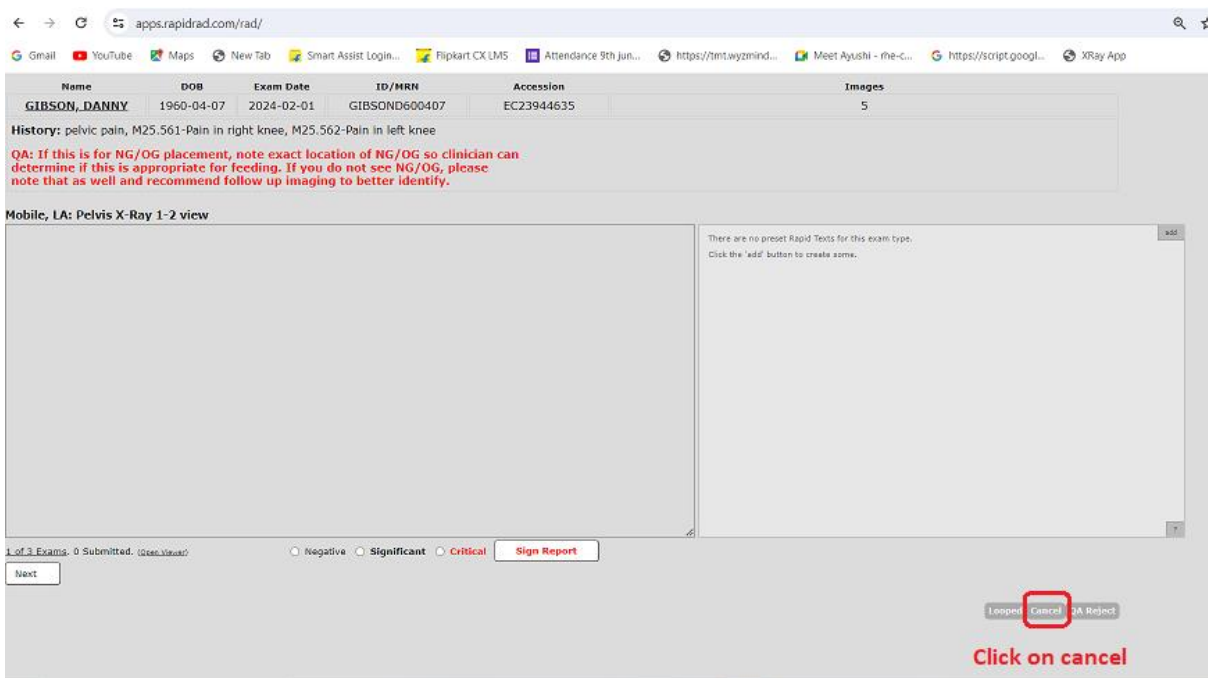 apps.rapidrad.com/rad/
Gmail YouTube Maps New Tab Smart Assist Login... Flipkart CX LMS Attendance 9th jun... https://tmt.wyzmind... Meet Ayushi - rhe-c... https://script.googl... XRay App
Name DOB Exam Date ID/MRN Accession Images
GIBSON, DANNY 1960-04-07 2024-02-01 GIBSOND600407 EC23944635 5
History: pelvic pain, M25.561-Pain in right knee, M25.562-Pain in left knee
QA: If this is for NG/OG placement, note exact location of NG/OG so clinician can
determine if this is appropriate for feeding. If you do not see NG/OG, please
note that as well and recommend follow up imaging to better identify.
Mobile, LA: Pelvis X-Ray 1-2 view
There are no preset Rapid Texts for this exam type. add
Click the 'add' button to create some.
?
1 of 3 Exams. 0 Submitted. (Open Viewer) Negative Significant Critical Sign Report
Next
Looped Cancel QA Reject
Click on cancel